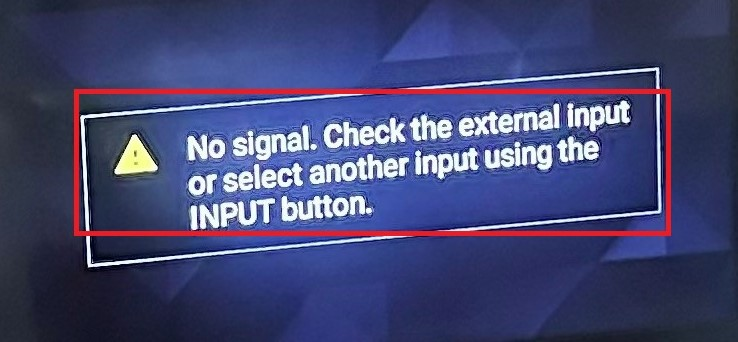 No signal. Check the external input
or select another input using the
INPUT button.